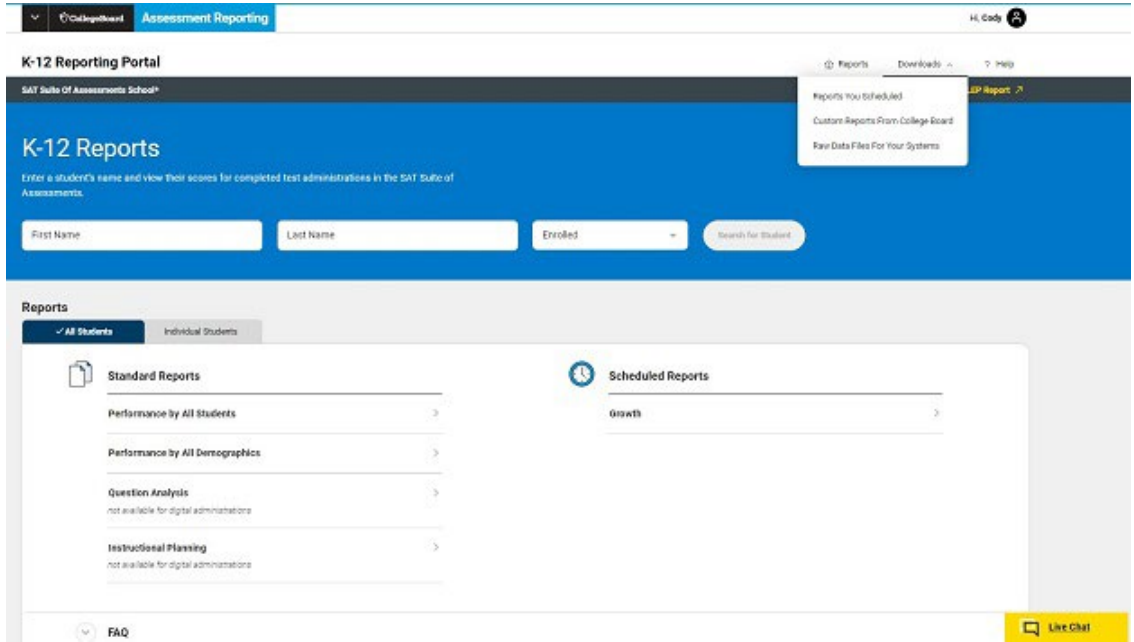 CollegeBoard
Assessment Reporting
Hi, Cody
K-12 Reporting Portal
Reports
Downloads
? Help
SAT Suite Of Assessments School*
LEP Report
Reports You Scheduled
Custom Reports From College Board
Raw Data Files For Your Systems
K-12 Reports
Enter a student's name and view their scores for completed test administrations in the SAT Suite of
Assessments.
First Name
Last Name
Enrolled
Search for Student
Reports
All Students
Individual Students
Standard Reports
Scheduled Reports
Performance by All Students
Growth
Performance by All Demographics
Question Analysis
not available for digital administrations
Instructional Planning
not available for digital administrations
FAQ
Live Chat